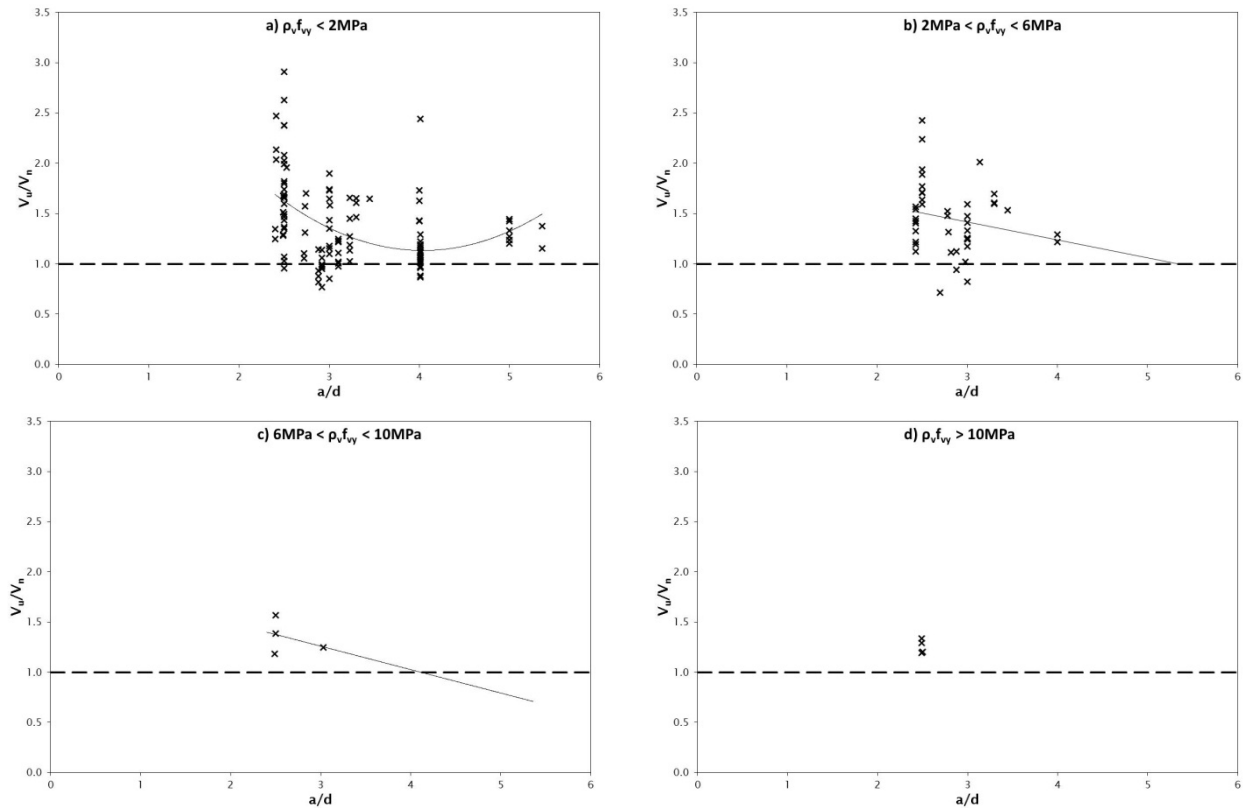 a) ρvfvy < 2MPa
3.5
3.0
2.5
2.0
1.5
1.0
0.5
0.0
Vu/Vn
0 1 2 3 4 5 6
a/d
b) 2MPa < ρvfvy < 6MPa
3.5
3.0
2.5
2.0
1.5
1.0
0.5
0.0
Vu/Vn
0 1 2 3 4 5 6
a/d
c) 6MPa < ρvfvy < 10MPa
3.5
3.0
2.5
2.0
1.5
1.0
0.5
0.0
Vu/Vn
0 1 2 3 4 5 6
a/d
d) ρvfvy > 10MPa
3.5
3.0
2.5
2.0
1.5
1.0
0.5
0.0
Vu/Vn
0 1 2 3 4 5 6
a/d